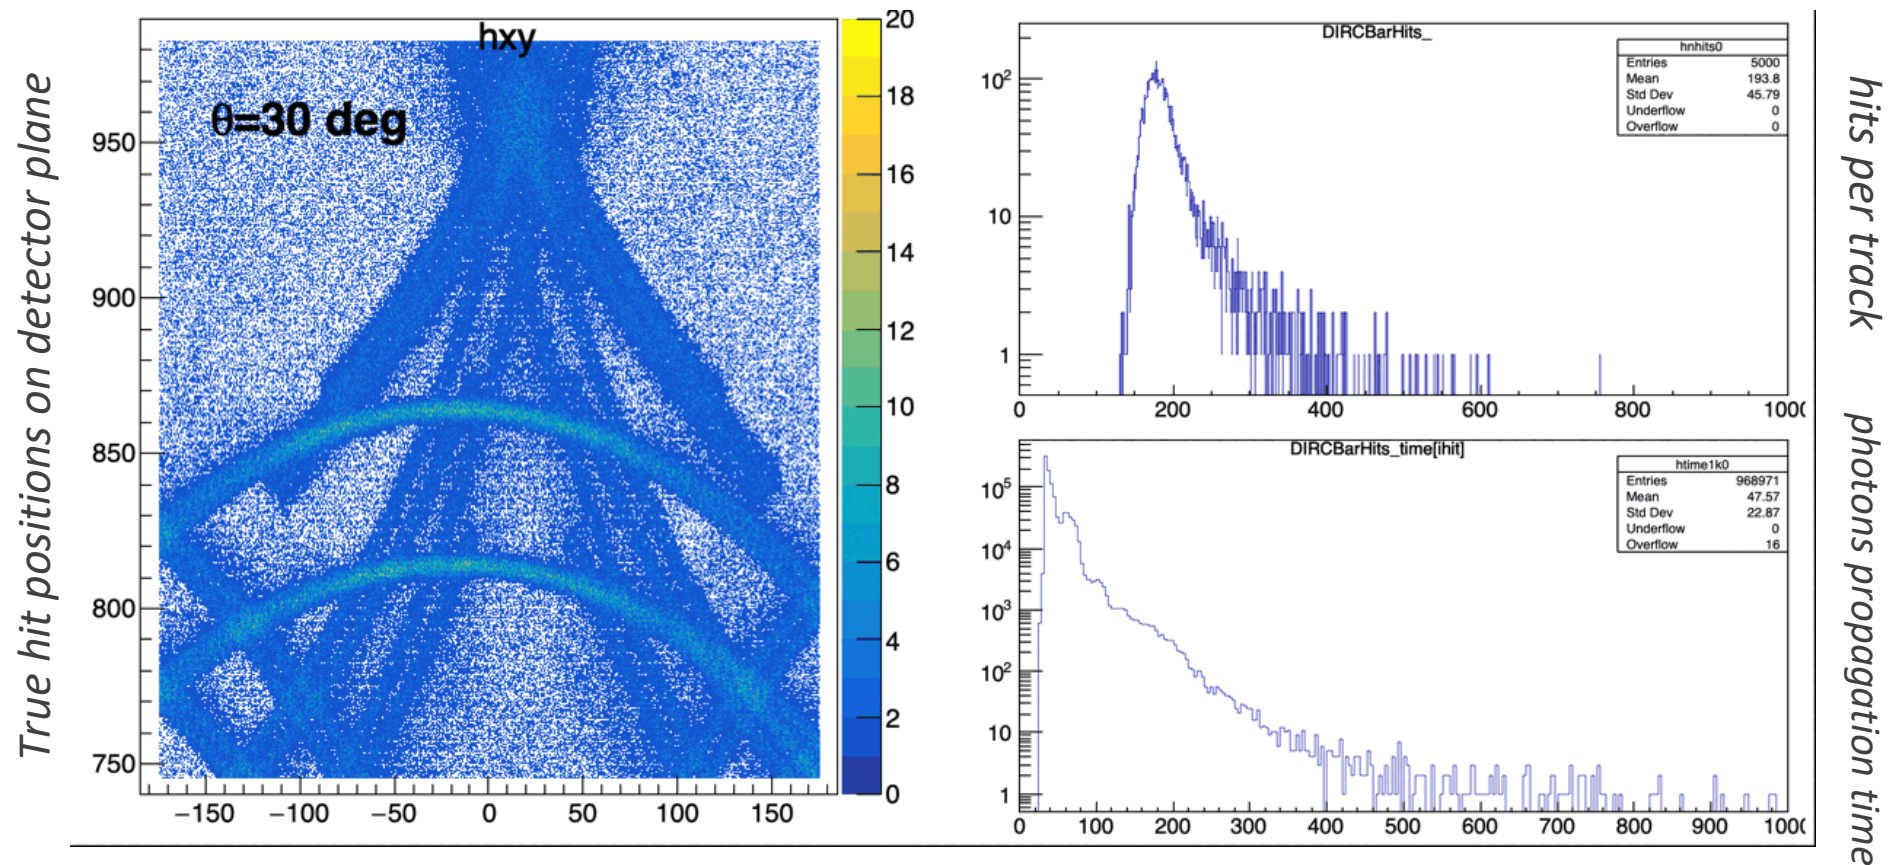 True hit positions on detector plane
hxy
θ=30 deg
950
900
850
800
750
−150 −100 −50 0 50 100 150
20
18
16
14
12
10
8
6
4
2
0
DIRCBarHits_
hnhits0
Entries 5000
Mean 193.8
Std Dev 45.79
Underflow 0
Overflow 0
10²
10
1
0 200 400 600 800 1000
hits per track
DIRCBarHits_time[ihit]
htime1k0
Entries 968971
Mean 47.57
Std Dev 22.87
Underflow 0
Overflow 16
10⁵
10⁴
10³
10²
10
1
0 100 200 300 400 500 600 700 800 900 1000
photons propagation time